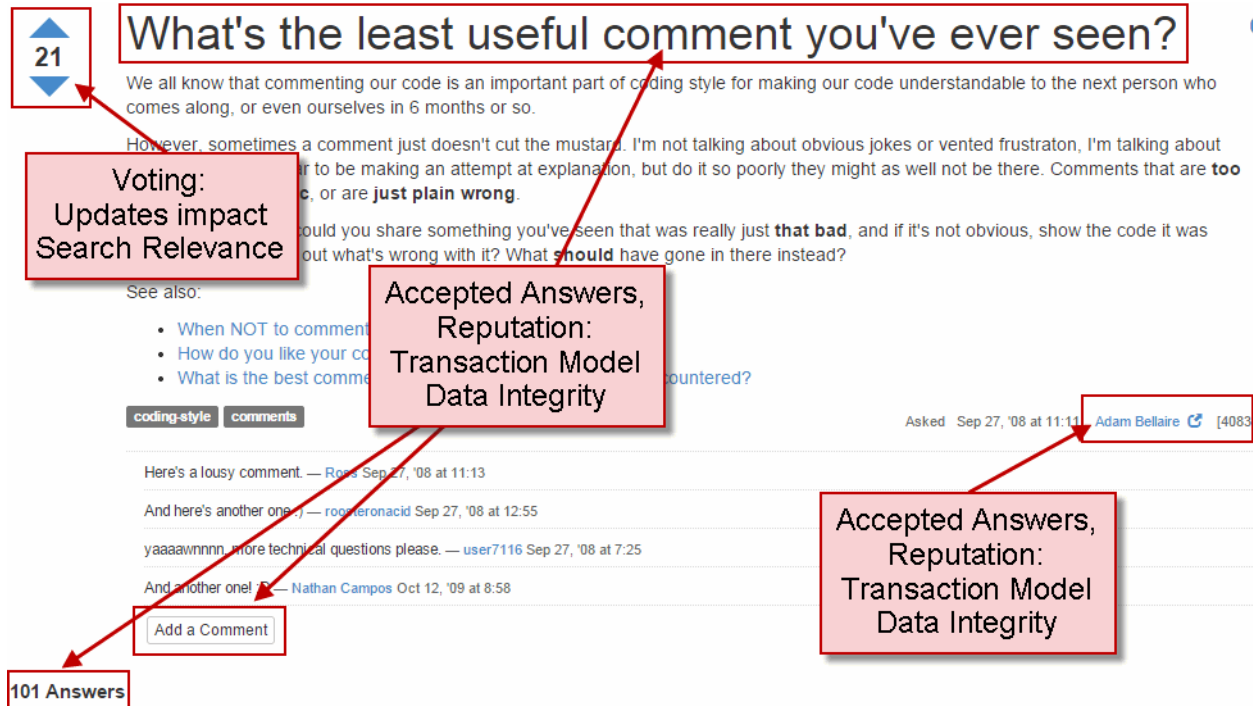 21
What's the least useful comment you've ever seen?
We all know that commenting our code is an important part of coding style for making our code understandable to the next person who
comes along, or even ourselves in 6 months or so.
However, sometimes a comment just doesn't cut the mustard. I'm not talking about obvious jokes or vented frustraton, I'm talking about
to be making an attempt at explanation, but do it so poorly they might as well not be there. Comments that are too
, or are just plain wrong.
could you share something you've seen that was really just that bad, and if it's not obvious, show the code it was
out what's wrong with it? What should have gone in there instead?
Voting:
Updates impact
Search Relevance
See also:
When NOT to comment
How do you like your
What is the best
Accepted Answers,
Reputation:
Transaction Model
Data Integrity
coding-style comments
Asked Sep 27, '08 at 11:11 Adam Bellaire [4083
Here's a lousy comment. — Ross Sep 27, '08 at 11:13
And here's another one :) — roosteronacid Sep 27, '08 at 12:55
yaaaawnnnn, more technical questions please. — user7116 Sep 27, '08 at 7:25
And another one! — Nathan Campos Oct 12, '09 at 8:58
Add a Comment
Accepted Answers,
Reputation:
Transaction Model
Data Integrity
101 Answers